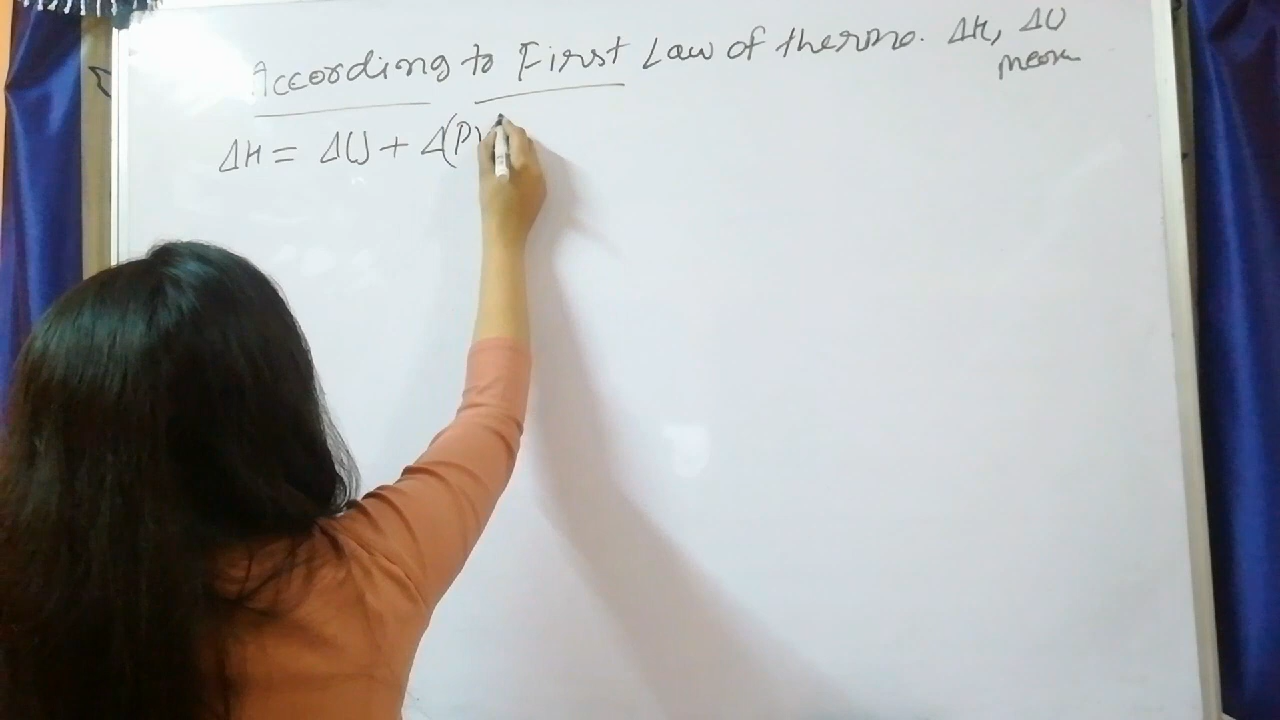 According to First Law of thermo. ΔH, ΔU
mean
ΔH = ΔU + Δ(P